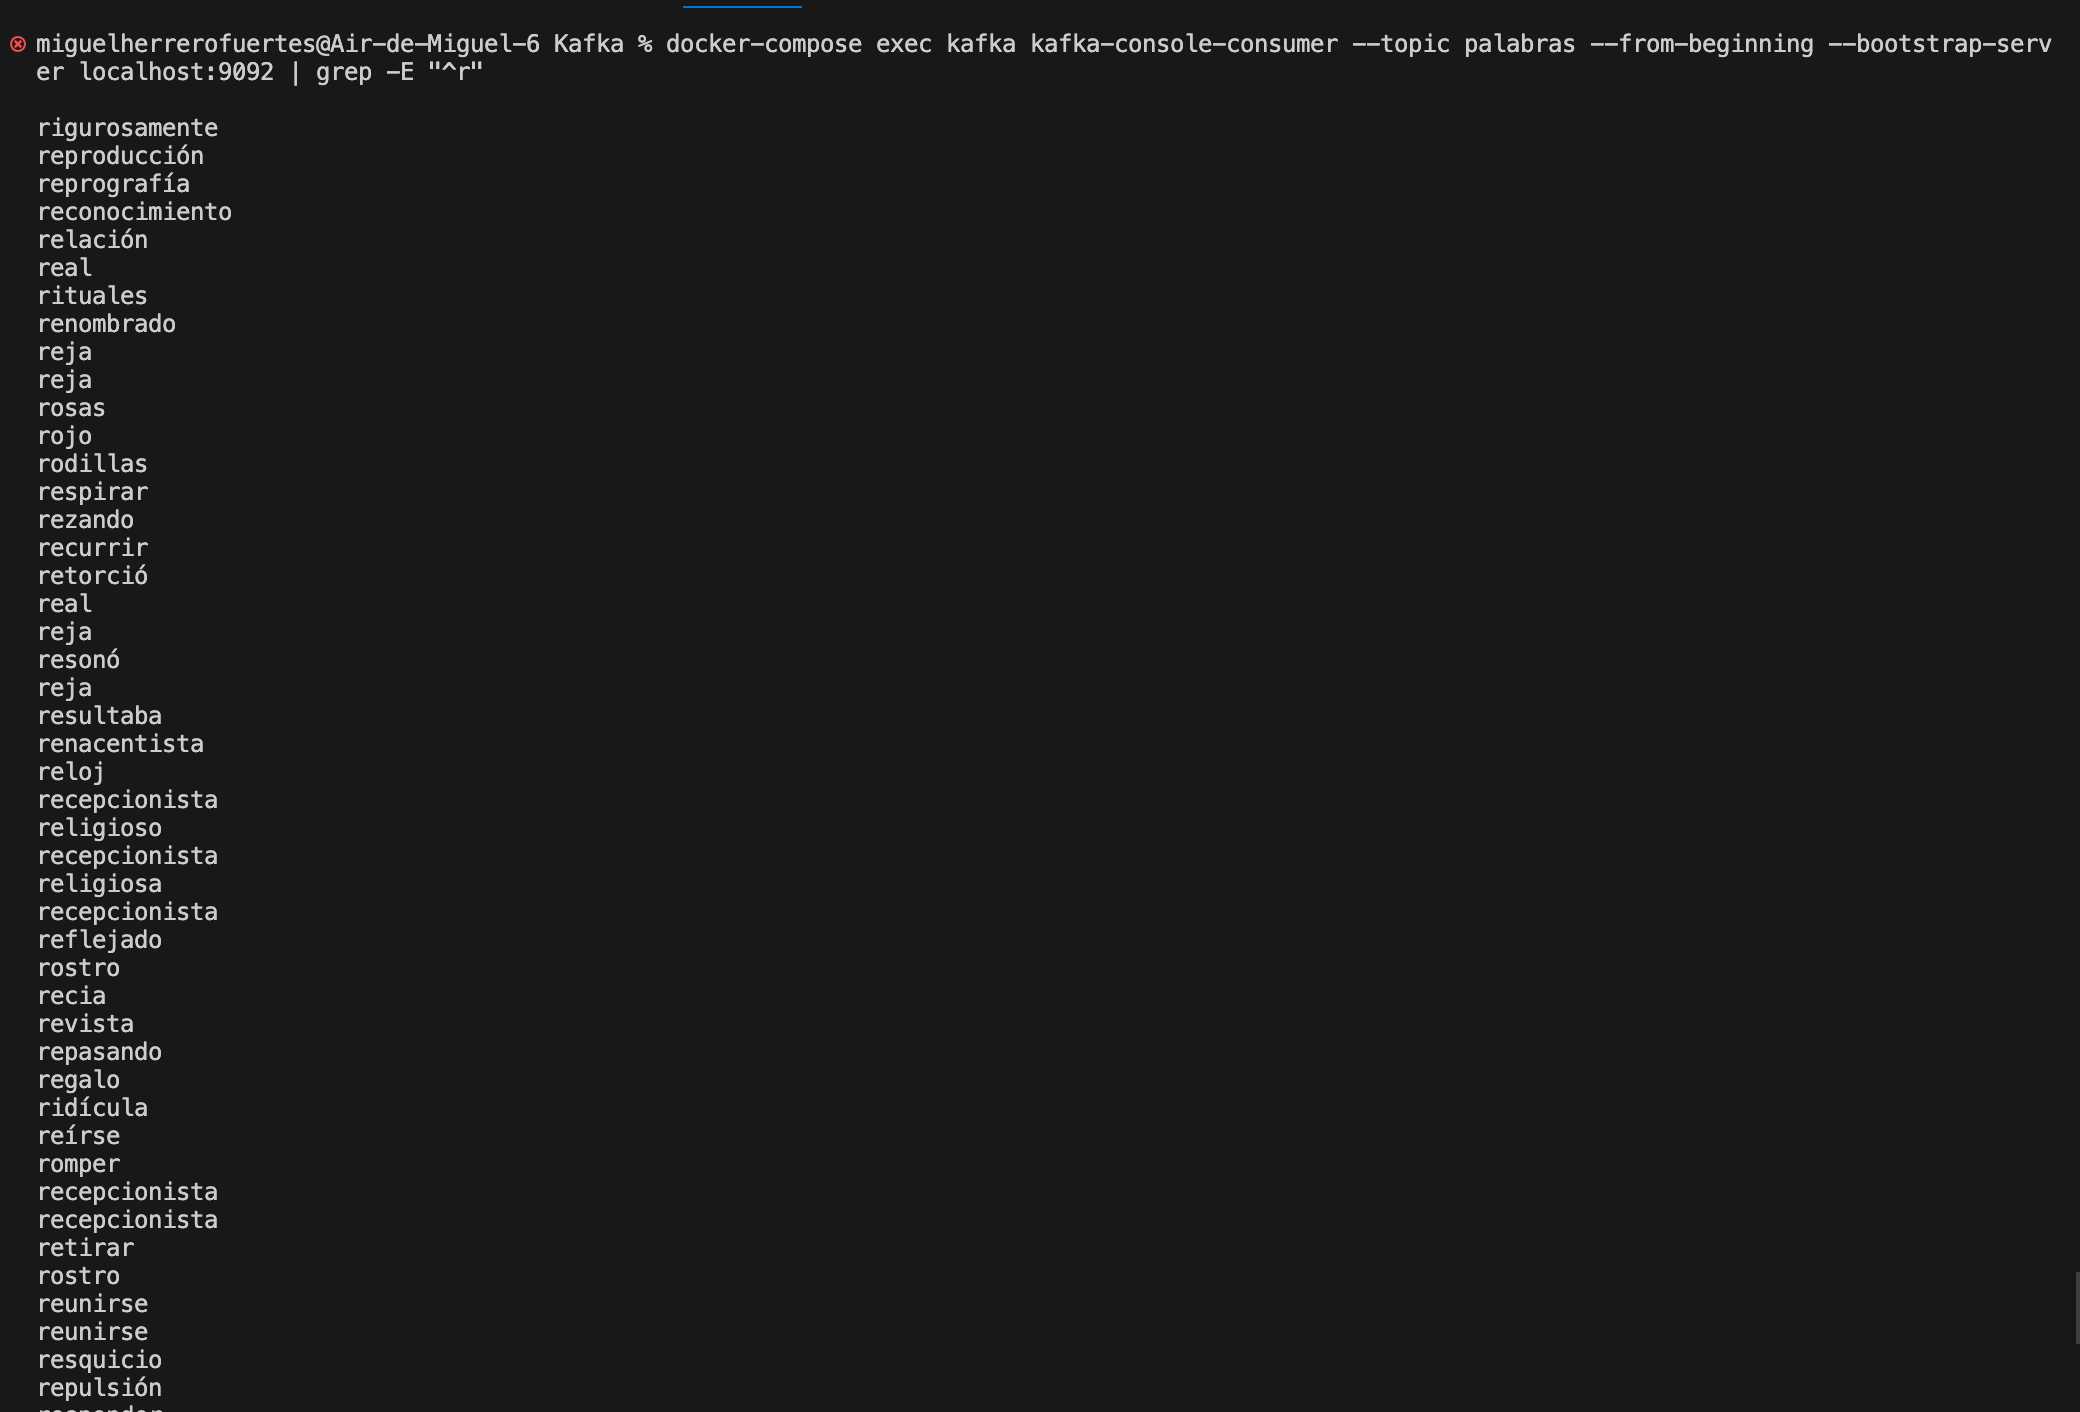 miguelherrerofuertes@Air-de-Miguel-6 Kafka % docker-compose exec kafka kafka-console-consumer --topic palabras --from-beginning --bootstrap-serv
er localhost:9092 | grep -E "^r"
rigurosamente
reproducción
reprografía
reconocimiento
relación
real
rituales
renombrado
reja
reja
rosas
rojo
rodillas
respirar
rezando
recurrir
retorció
real
reja
resonó
reja
resultaba
renacentista
reloj
recepcionista
religioso
recepcionista
religiosa
recepcionista
reflejado
rostro
recia
revista
repasando
regalo
ridícula
reírse
romper
recepcionista
recepcionista
retirar
rostro
reunirse
reunirse
resquicio
repulsión